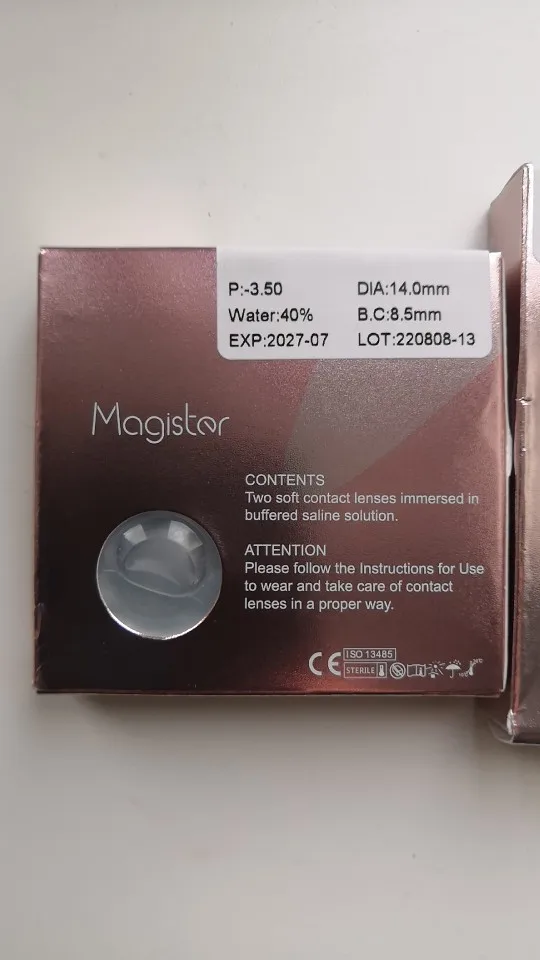 P:-3.50 DIA:14.0mm
Water:40% B.C:8.5mm
EXP:2027-07 LOT:220808-13
Magister
CONTENTS
Two soft contact lenses immersed in
buffered saline solution.
ATTENTION
Please follow the Instructions for Use
to wear and take care of contact
lenses in a proper way.
CE ISO 13485
STERILE